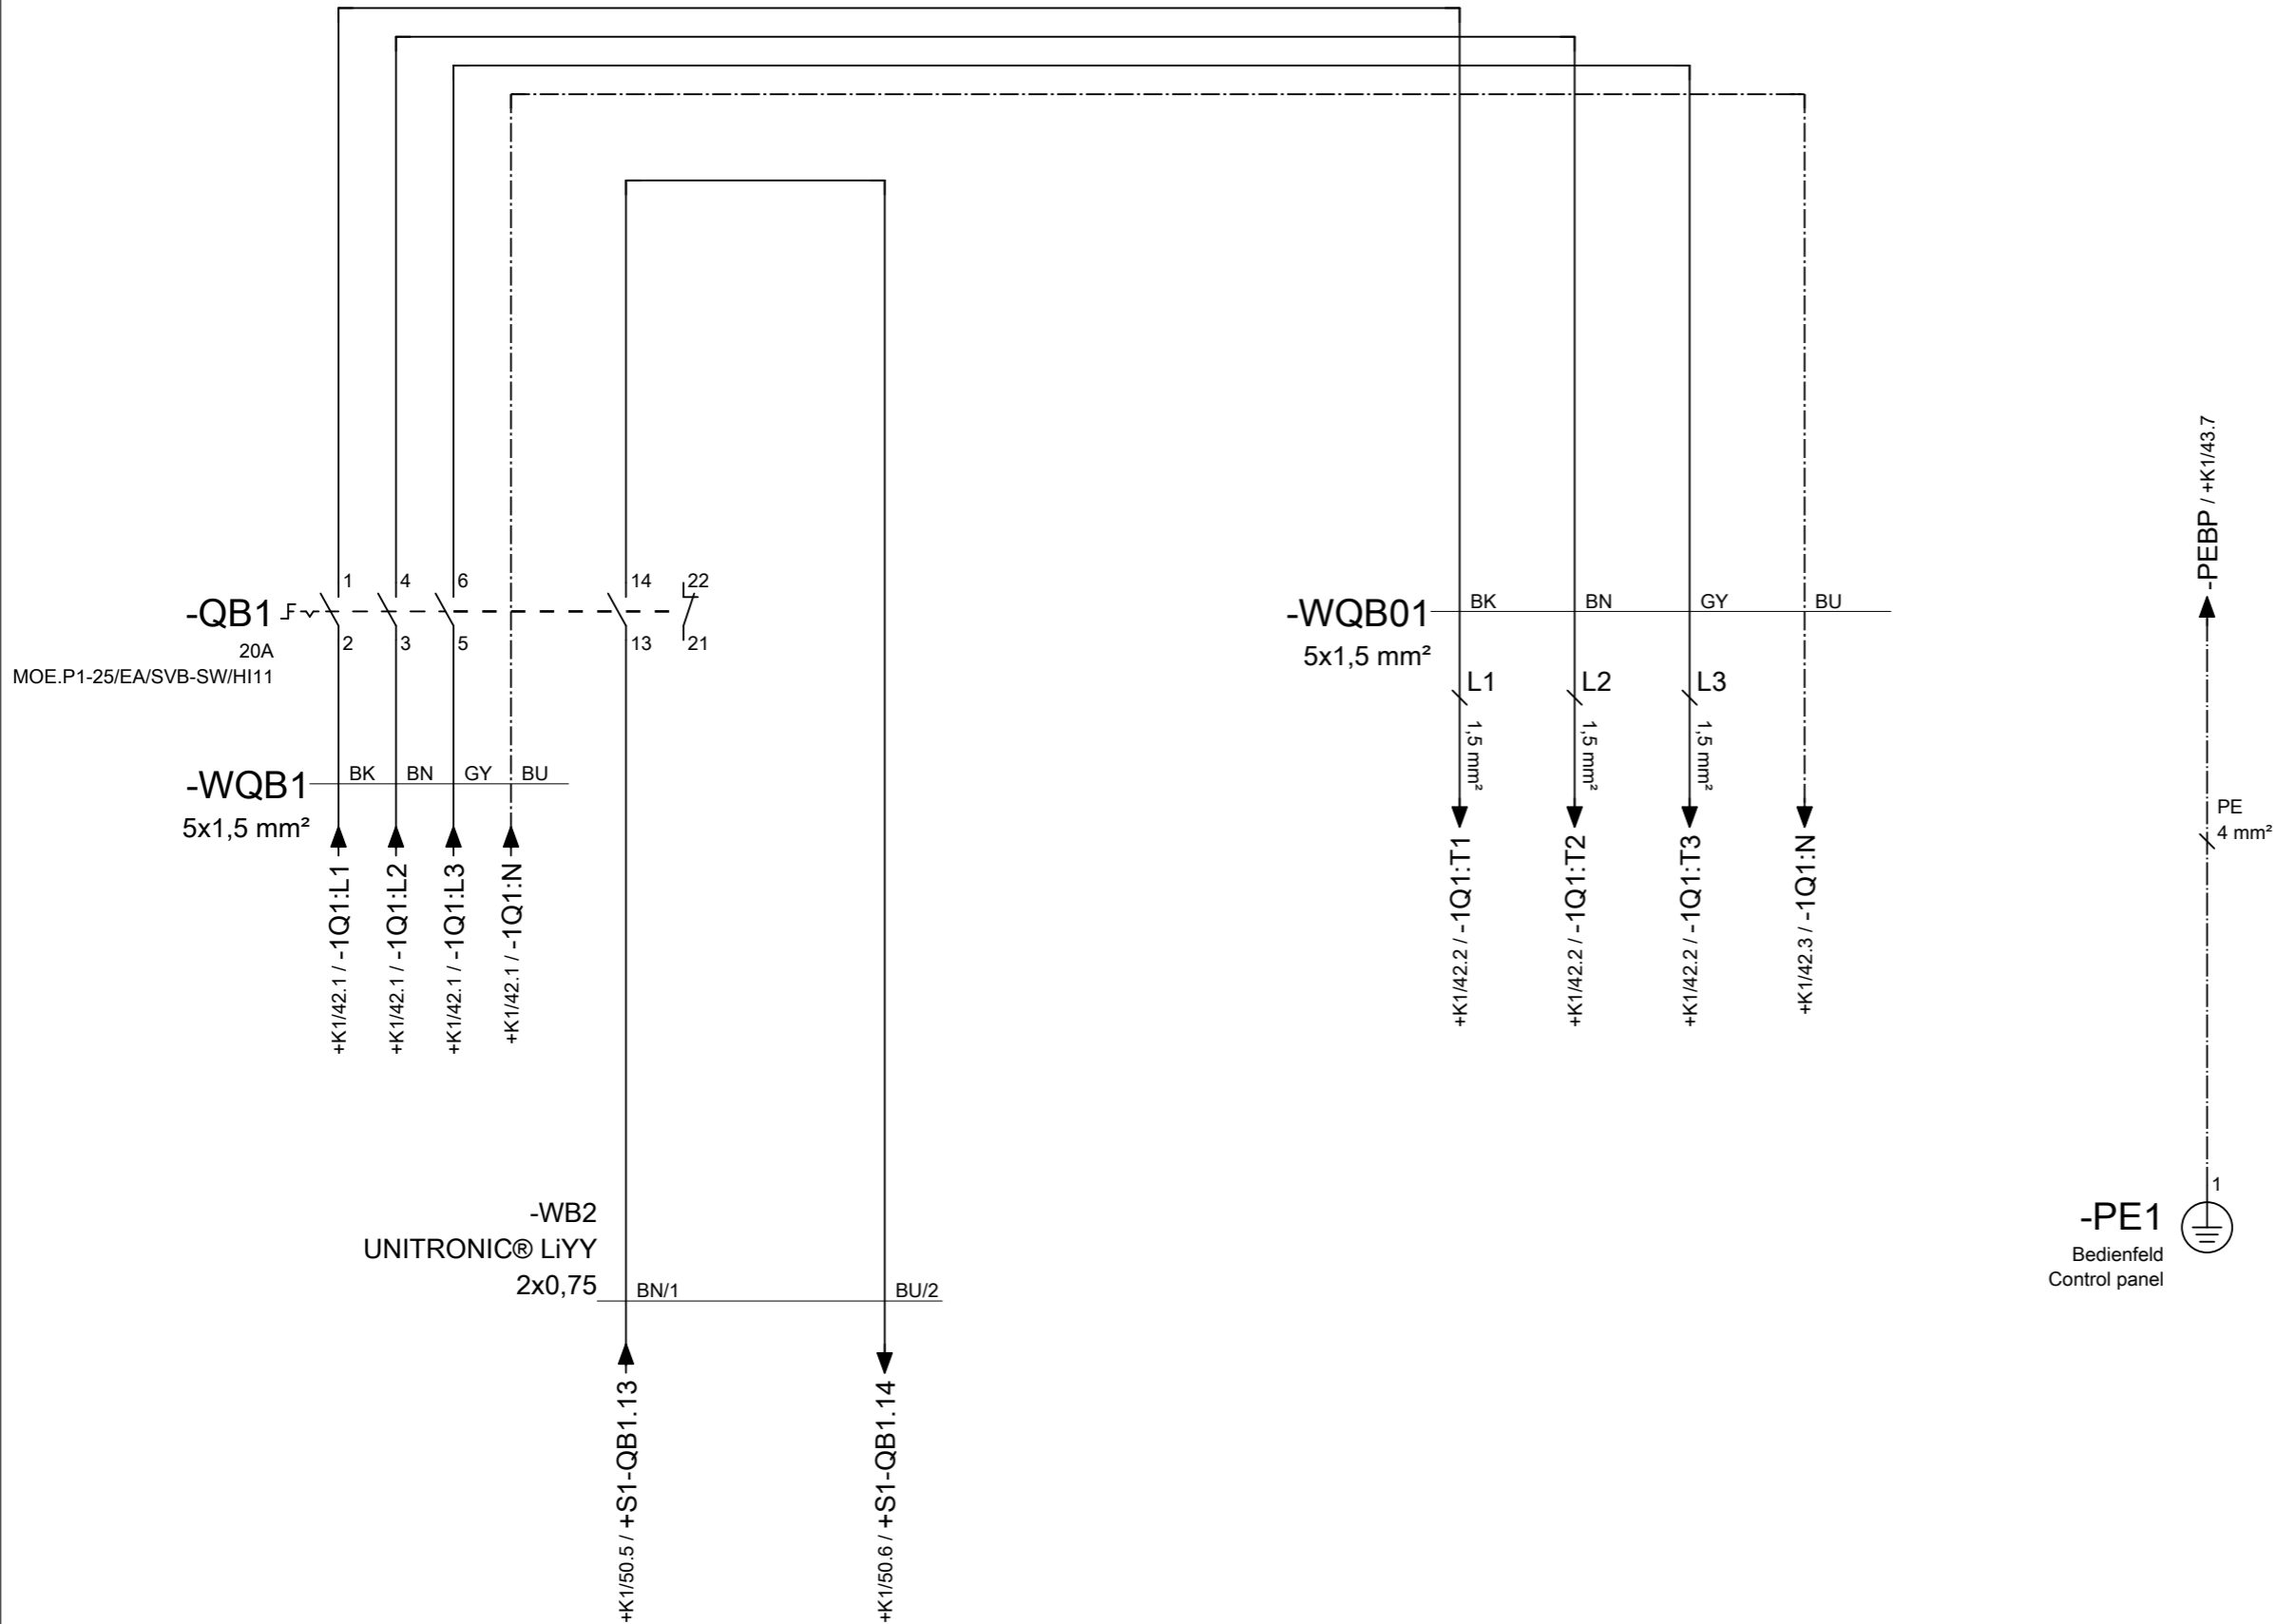 1
4
6
14
22
-QB1
20A
MOE.P1-25/EA/SVB-SW/HI11
2
3
5
13
21
-WQB1
5x1,5 mm²
BK
BN
GY
BU
+K1/42.1 / -1Q1:L1
+K1/42.1 / -1Q1:L2
+K1/42.1 / -1Q1:L3
+K1/42.1 / -1Q1:N
-WB2
UNITRONIC® LiYY
2x0,75
BN/1
BU/2
+K1/50.5 / +S1-QB1.13
+K1/50.6 / +S1-QB1.14
-WQB01
5x1,5 mm²
BK
BN
GY
BU
L1
L2
L3
1,5 mm²
1,5 mm²
1,5 mm²
+K1/42.2 / -1Q1:T1
+K1/42.2 / -1Q1:T2
+K1/42.2 / -1Q1:T3
+K1/42.3 / -1Q1:N
-PEBP / +K1/43.7
PE
4 mm²
1
-PE1
Bedienfeld
Control panel